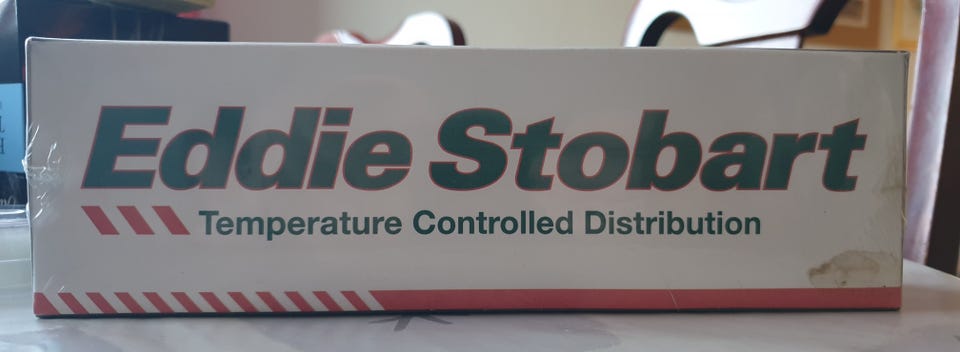 Eddie Stobart
Temperature Controlled Distribution